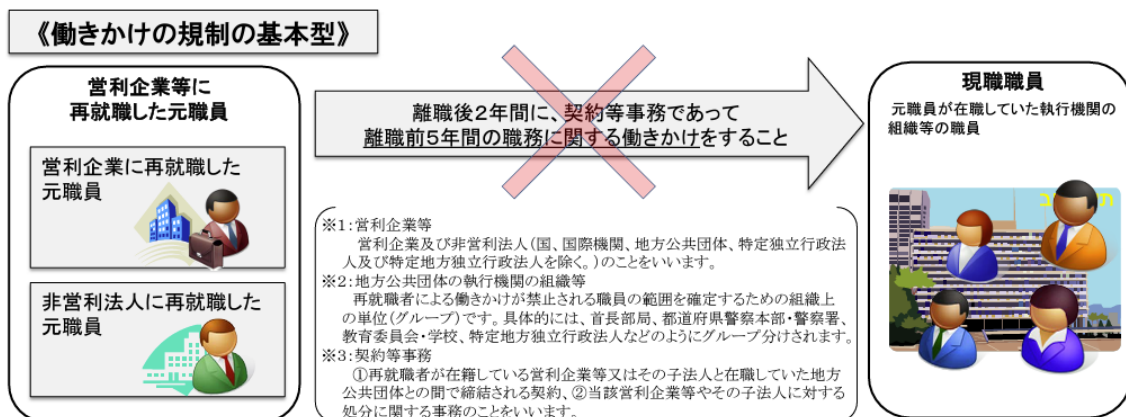 《働きかけの規制の基本型》
営利企業等に
再就職した元職員
営利企業に再就職した
元職員
非営利法人に再就職した
元職員
離職後2年間に、契約等事務であって
離職前5年間の職務に関する働きかけをすること
※1:営利企業等
営利企業及び非営利法人(国、国際機関、地方公共団体、特定独立行政法
人及び特定地方独立行政法人を除く。)のことをいいます。
※2:地方公共団体の執行機関の組織等
再就職者による働きかけが禁止される職員の範囲を確定するための組織上
の単位(グループ)です。具体的には、首長部局、都道府県警察本部・警察署、
教育委員会・学校、特定地方独立行政法人などのようにグループ分けされます。
※3:契約等事務
①再就職者が在籍している営利企業等又はその子法人と在職していた地方
公共団体との間で締結される契約、②当該営利企業等やその子法人に対する
処分に関する事務のことをいいます。
現職職員
元職員が在職していた執行機関の
組織等の職員